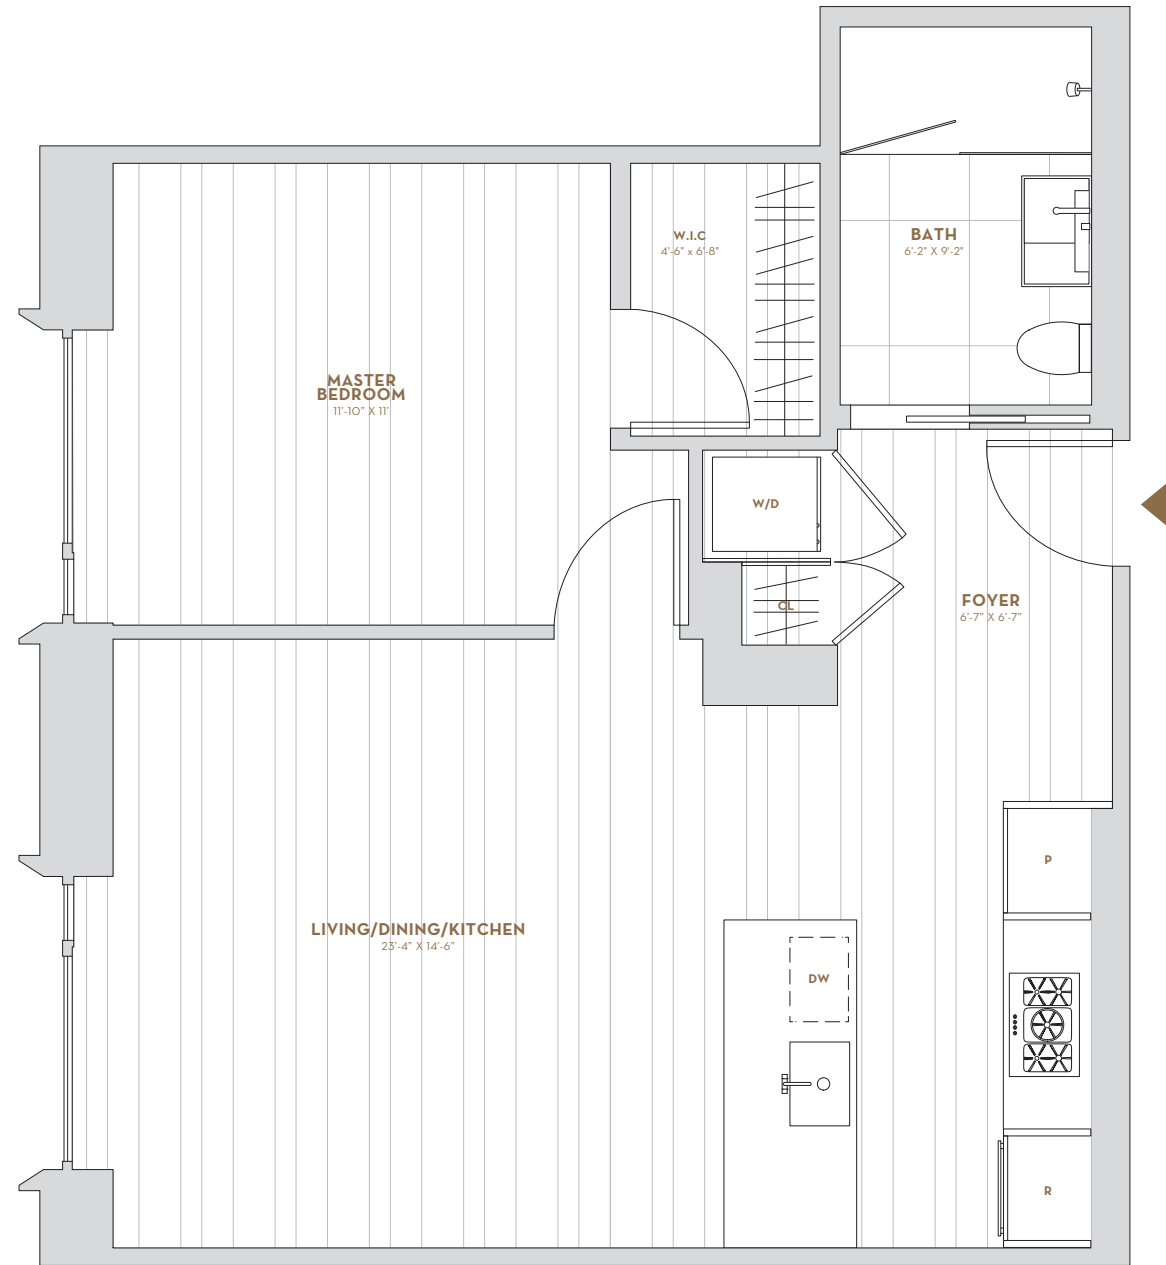 W.I.C
4'-6" x 6'-8"
BATH
6'-2" X 9'-2"
MASTER
BEDROOM
11'-10" X 11'
W/D
CL
FOYER
6'-7" X 6'-7"
P
LIVING/DINING/KITCHEN
23'-4" X 14'-6"
DW
R